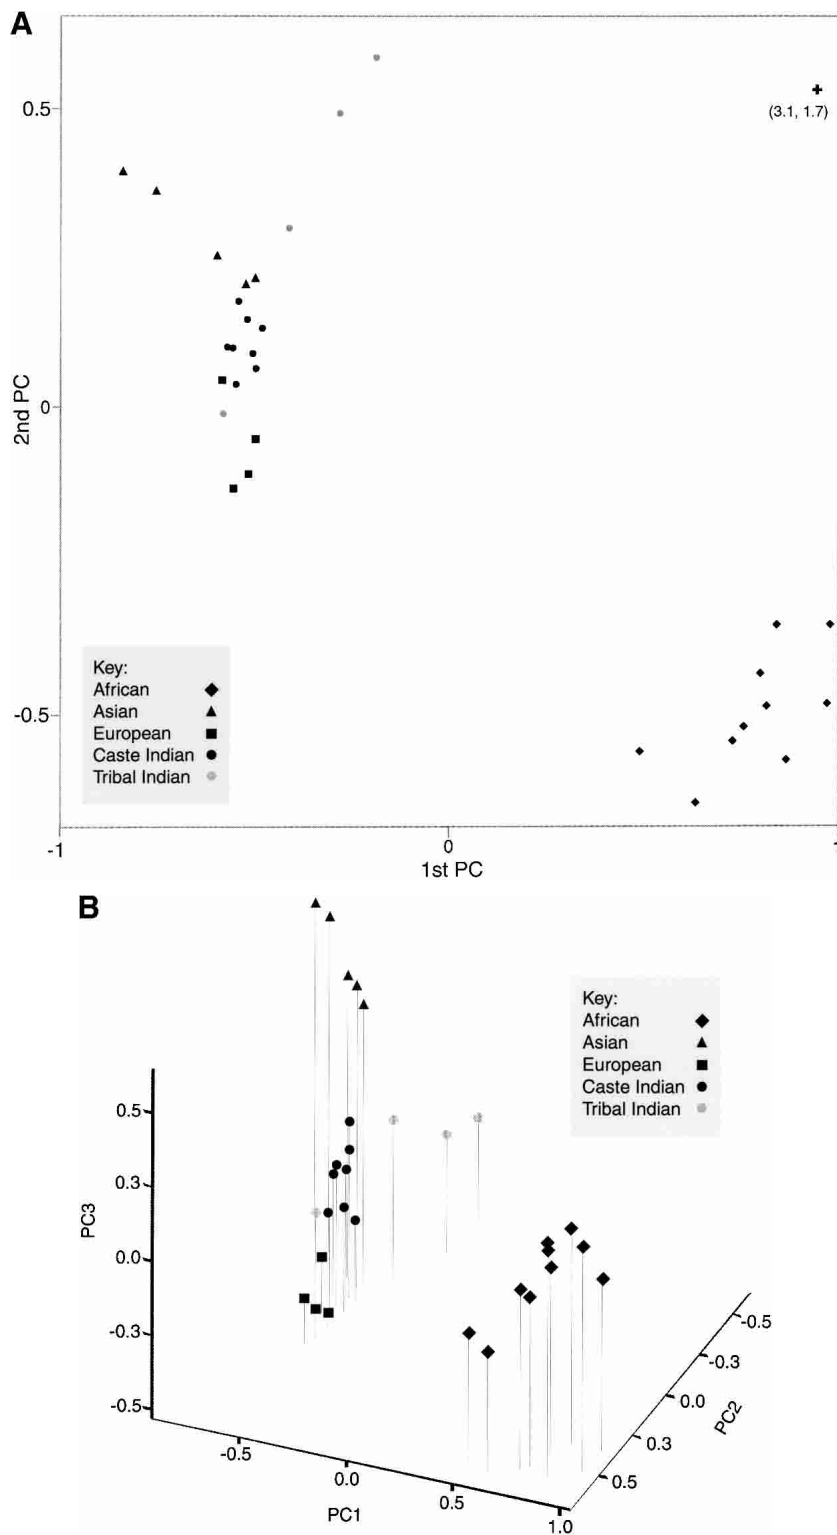 A
0.5
(3.1, 1.7)
2nd PC
0
-0.5
Key:
African
Asian
European
Caste Indian
Tribal Indian
-1
0
1
1st PC
B
Key:
African
Asian
European
Caste Indian
Tribal Indian
0.5
0.3
PC3
0.0
-0.3
-0.5
-0.5
-0.3
0.0
PC2
0.3
0.5
-0.5
0.0
0.5
1.0
PC1